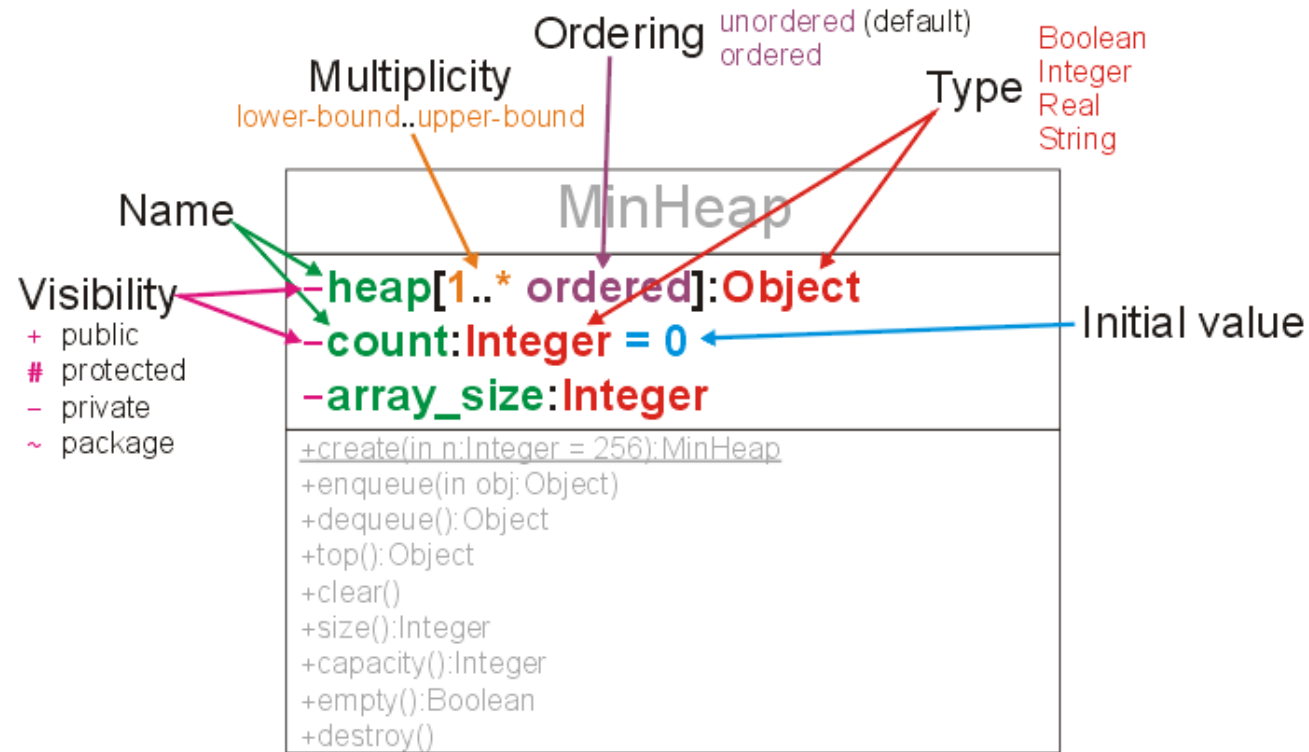 Ordering unordered (default)
ordered
Multiplicity
lower-bound..upper-bound
Type Boolean
Integer
Real
String
Name
Visibility
+ public
# protected
– private
~ package
MinHeap
–heap[1..* ordered]:Object
–count:Integer = 0
Initial value
–array_size:Integer
+create(in n:Integer = 256):MinHeap
+enqueue(in obj:Object)
+dequeue():Object
+top():Object
+clear()
+size():Integer
+capacity():Integer
+empty():Boolean
+destroy()